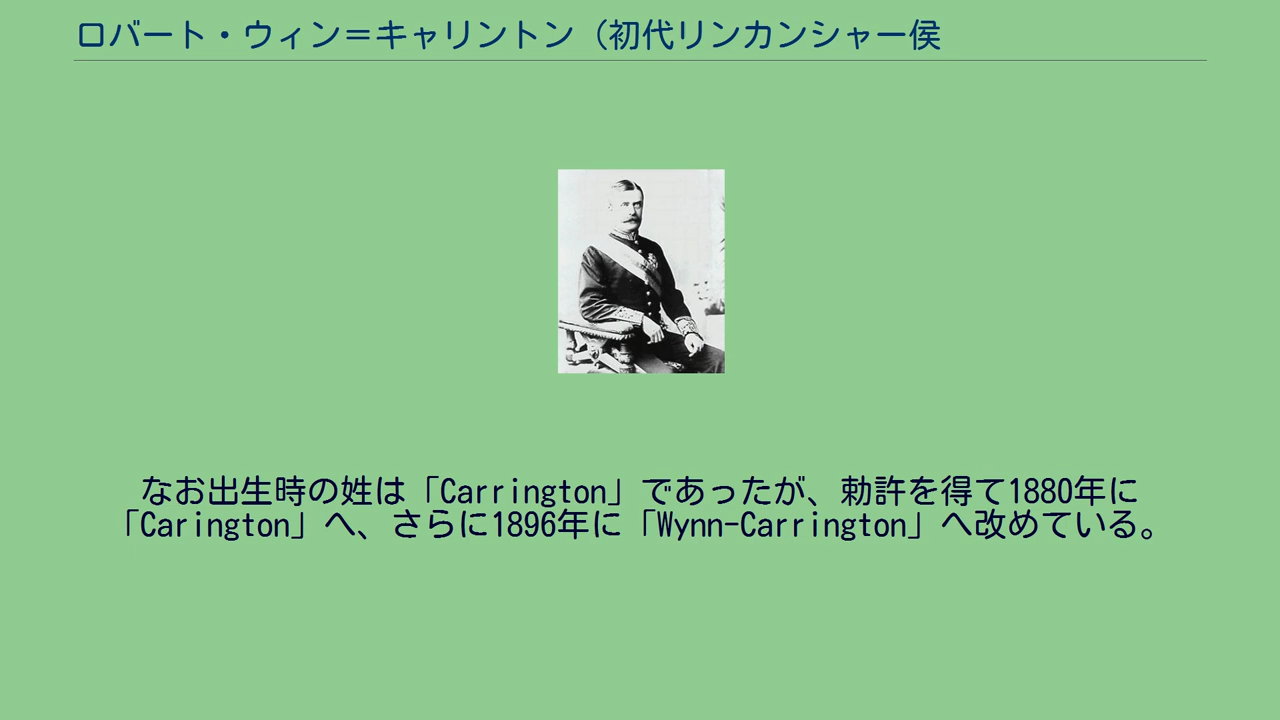 ロバート・ウィン＝キャリントン（初代リンカンシャー侯
なお出生時の姓は「Carrington」であったが、勅許を得て1880年に
「Carington」へ、さらに1896年に「Wynn-Carrington」へ改めている。